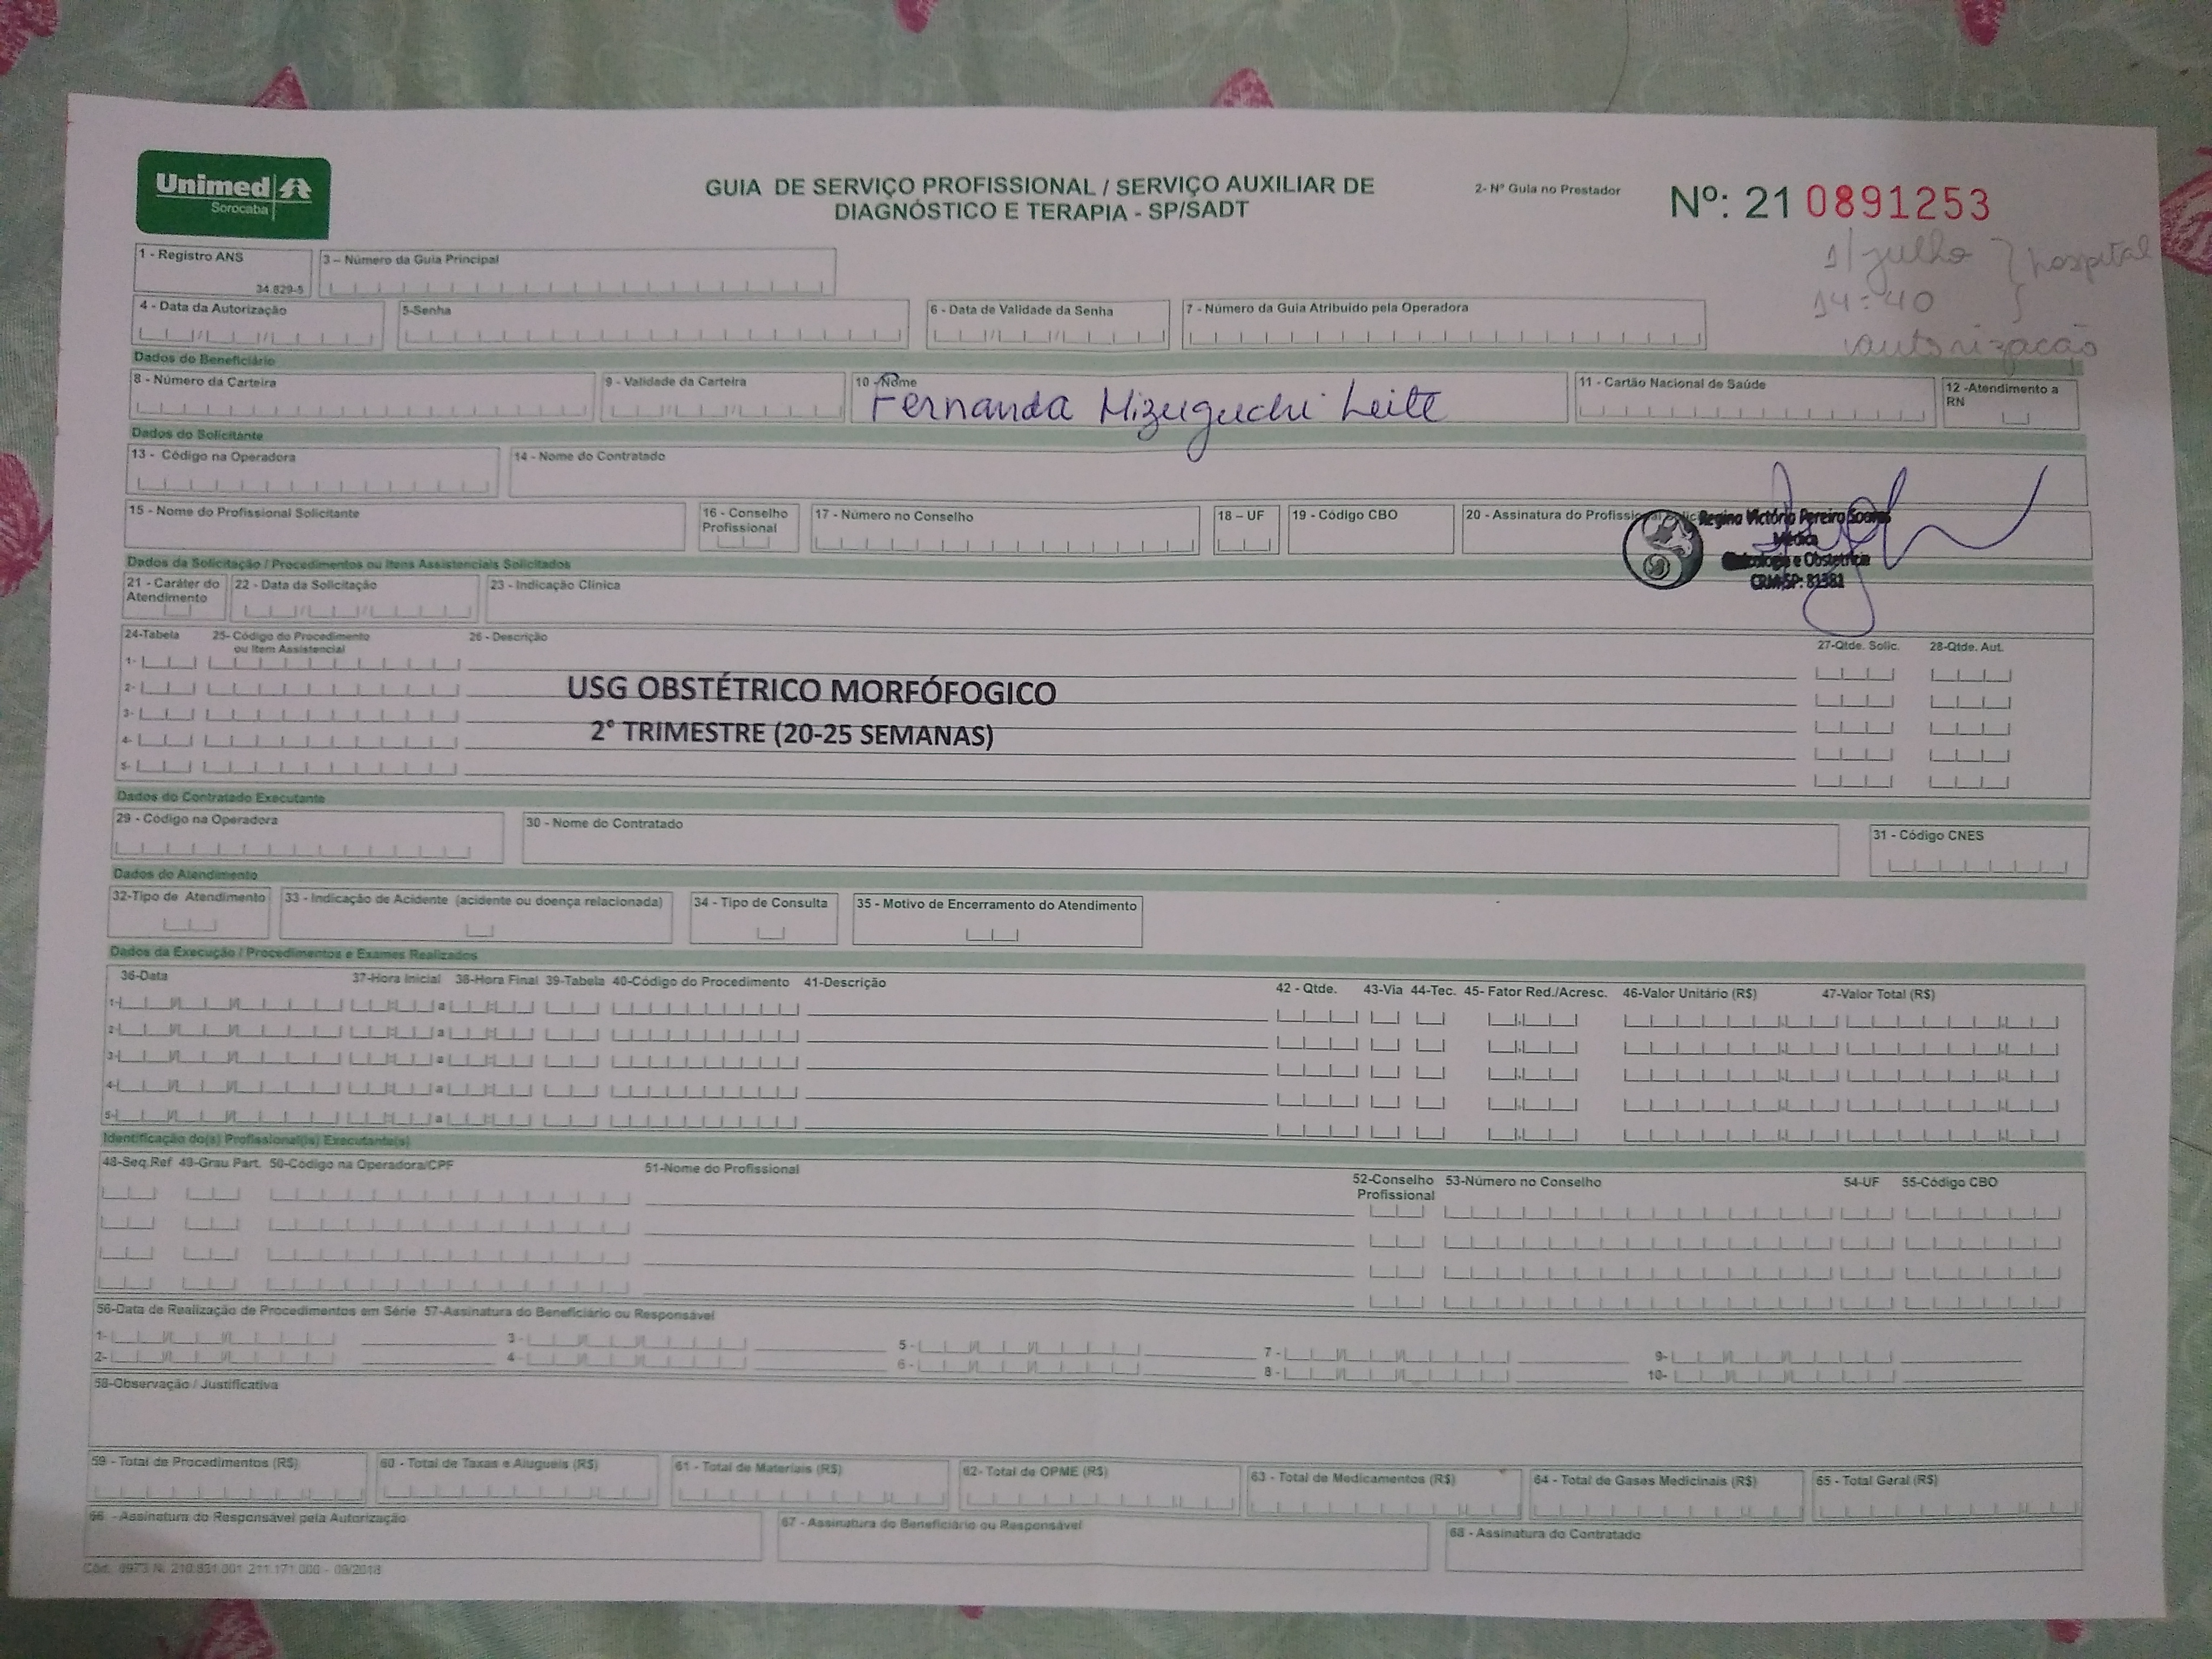 Unimed
Sorocaba
GUIA DE SERVIÇO PROFISSIONAL / SERVIÇO AUXILIAR DE
DIAGNÓSTICO E TERAPIA - SP/SADT
2- Nº Guia no Prestador
Nº: 21 0891253
1/julho } hospital
14:40
autorização
1 - Registro ANS
34.829-5
3 – Número da Guia Principal
4 - Data da Autorização
5-Senha
6 - Data de Validade da Senha
7 - Número da Guia Atribuído pela Operadora
Dados do Beneficiário
8 - Número da Carteira
9 - Validade da Carteira
10 - Nome
Fernanda Mizuguchi Leite
11 - Cartão Nacional de Saúde
12 -Atendimento a
RN
Dados do Solicitante
13 - Código na Operadora
14 - Nome do Contratado
15 - Nome do Profissional Solicitante
16 - Conselho
Profissional
17 - Número no Conselho
18 – UF
19 - Código CBO
20 - Assinatura do Profissional
Regina Victória Pereira Soares
Médica
e Obstetrícia
CRM-SP: 81381
Dados da Solicitação / Procedimentos ou Itens Assistenciais Solicitados
21 - Caráter do
Atendimento
22 - Data da Solicitação
23 - Indicação Clínica
24-Tabela
25- Código do Procedimento
ou Item Assistencial
26 - Descrição
27-Qtde. Solic.
28-Qtde. Aut.
1-
2-
3-
4-
5-
USG OBSTÉTRICO MORFÓFOGICO
2° TRIMESTRE (20-25 SEMANAS)
Dados do Contratado Executante
29 - Código na Operadora
30 - Nome do Contratado
31 - Código CNES
Dados do Atendimento
32-Tipo de Atendimento
33 - Indicação de Acidente (acidente ou doença relacionada)
34 - Tipo de Consulta
35 - Motivo de Encerramento do Atendimento
Dados da Execução / Procedimentos e Exames Realizados
36-Data 37-Hora Inicial 38-Hora Final 39-Tabela 40-Código do Procedimento 41-Descrição 42 - Qtde. 43-Via 44-Tec. 45- Fator Red./Acresc. 46-Valor Unitário (R$) 47-Valor Total (R$)
1- a
2- a
3- a
4- a
5- a
Identificação do(s) Profissional(is) Executante(s)
48-Seq.Ref 49-Grau Part. 50-Código na Operadora/CPF 51-Nome do Profissional 52-Conselho
Profissional
53-Número no Conselho 54-UF 55-Código CBO
56-Data de Realização de Procedimentos em Série 57-Assinatura do Beneficiário ou Responsável
1- 3- 5- 7- 9-
2- 4- 6- 8- 10-
58-Observação / Justificativa
59 - Total de Procedimentos (R$)
60 - Total de Taxas e Aluguéis (R$)
61 - Total de Materiais (R$)
62- Total de OPME (R$)
63 - Total de Medicamentos (R$)
64 - Total de Gases Medicinais (R$)
65 - Total Geral (R$)
66 - Assinatura do Responsável pela Autorização
67 - Assinatura do Beneficiário ou Responsável
68 - Assinatura do Contratado
Cód. 8973 N. 210.831.001 211.171.000 - 09/2018